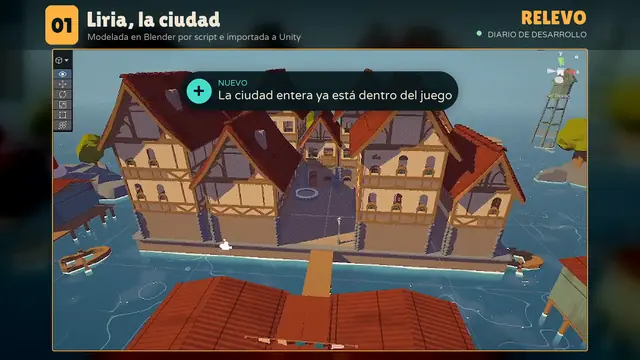 01
Liria, la ciudad
Modelada en Blender por script e importada a Unity
RELEVO
DIARIO DE DESARROLLO
NUEVO
La ciudad entera ya está dentro del juego